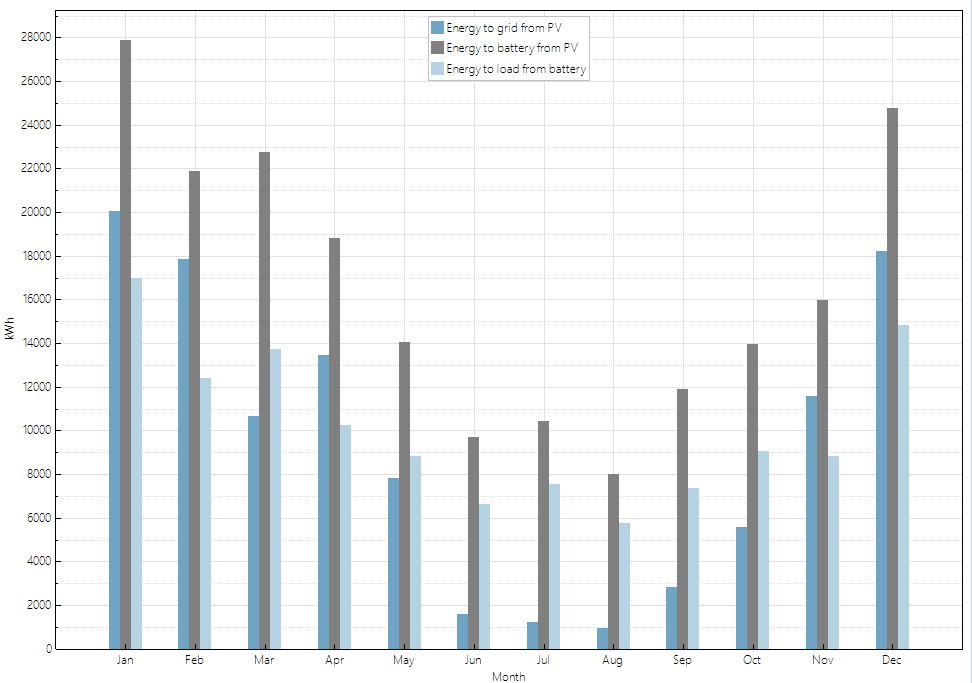 Energy to grid from PV
Energy to battery from PV
Energy to load from battery
28000
26000
24000
22000
20000
18000
16000
14000
12000
10000
8000
6000
4000
2000
0
kWh
Jan Feb Mar Apr May Jun Jul Aug Sep Oct Nov Dec
Month